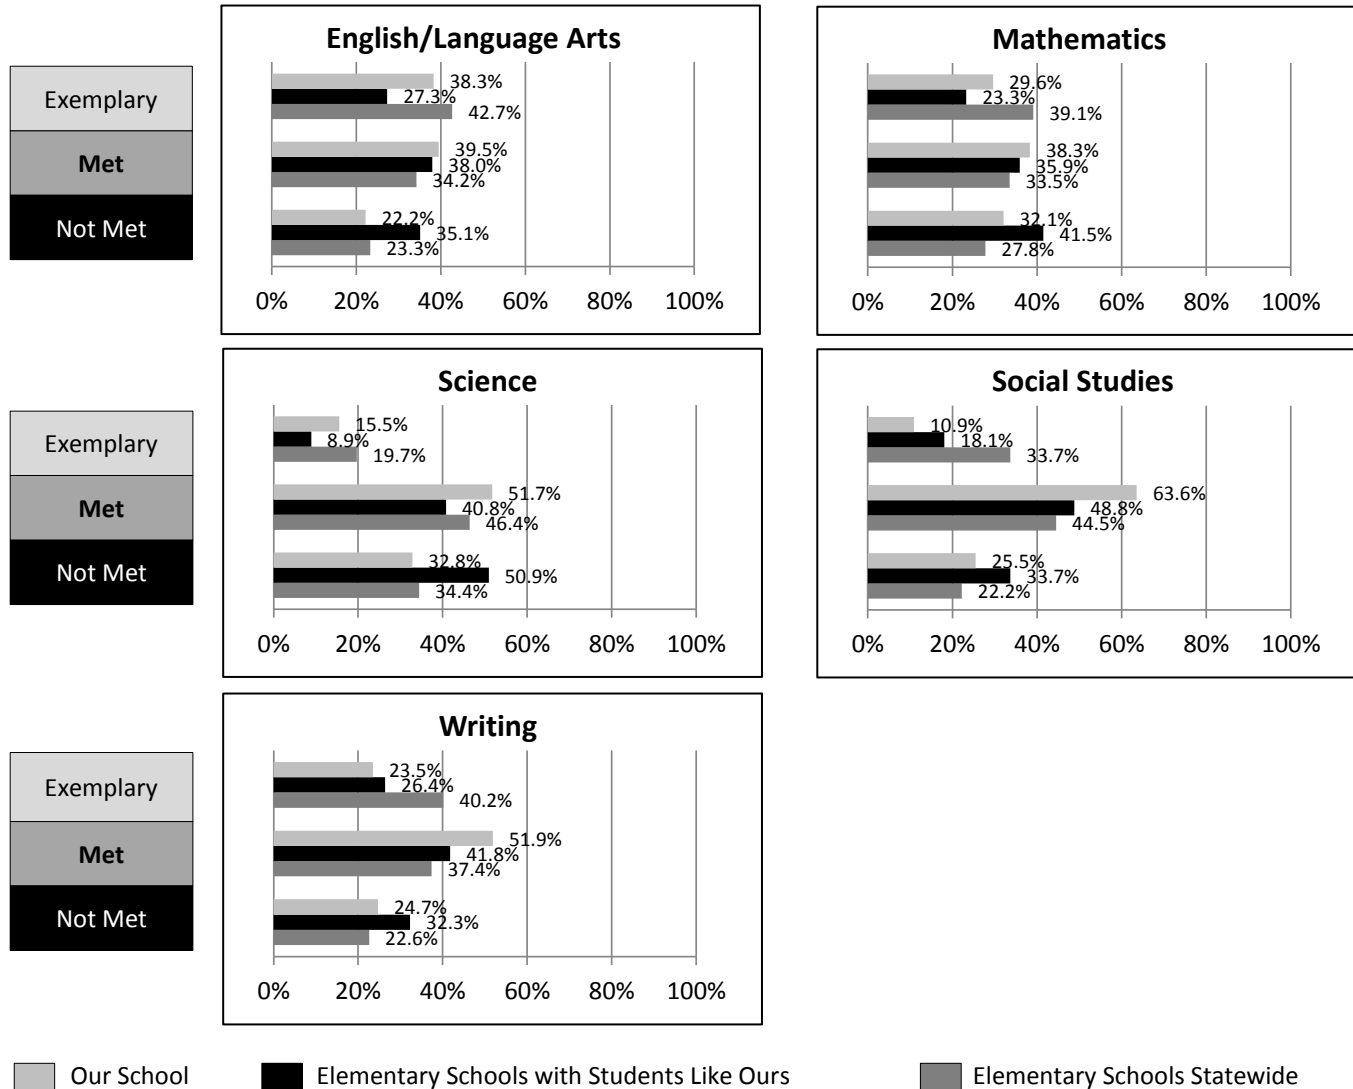 English/Language Arts
Exemplary
Met
Not Met
38.3%
27.3%
42.7%
39.5%
38.0%
34.2%
22.2%
35.1%
23.3%
0% 20% 40% 60% 80% 100%
Mathematics
29.6%
23.3%
39.1%
38.3%
35.9%
33.5%
32.1%
41.5%
27.8%
0% 20% 40% 60% 80% 100%
Science
Exemplary
Met
Not Met
15.5%
8.9%
19.7%
51.7%
40.8%
46.4%
32.8%
50.9%
34.4%
0% 20% 40% 60% 80% 100%
Social Studies
10.9%
18.1%
33.7%
63.6%
48.8%
44.5%
25.5%
33.7%
22.2%
0% 20% 40% 60% 80% 100%
Writing
Exemplary
Met
Not Met
23.5%
26.4%
40.2%
51.9%
41.8%
37.4%
24.7%
32.3%
22.6%
0% 20% 40% 60% 80% 100%
Our School Elementary Schools with Students Like Ours Elementary Schools Statewide